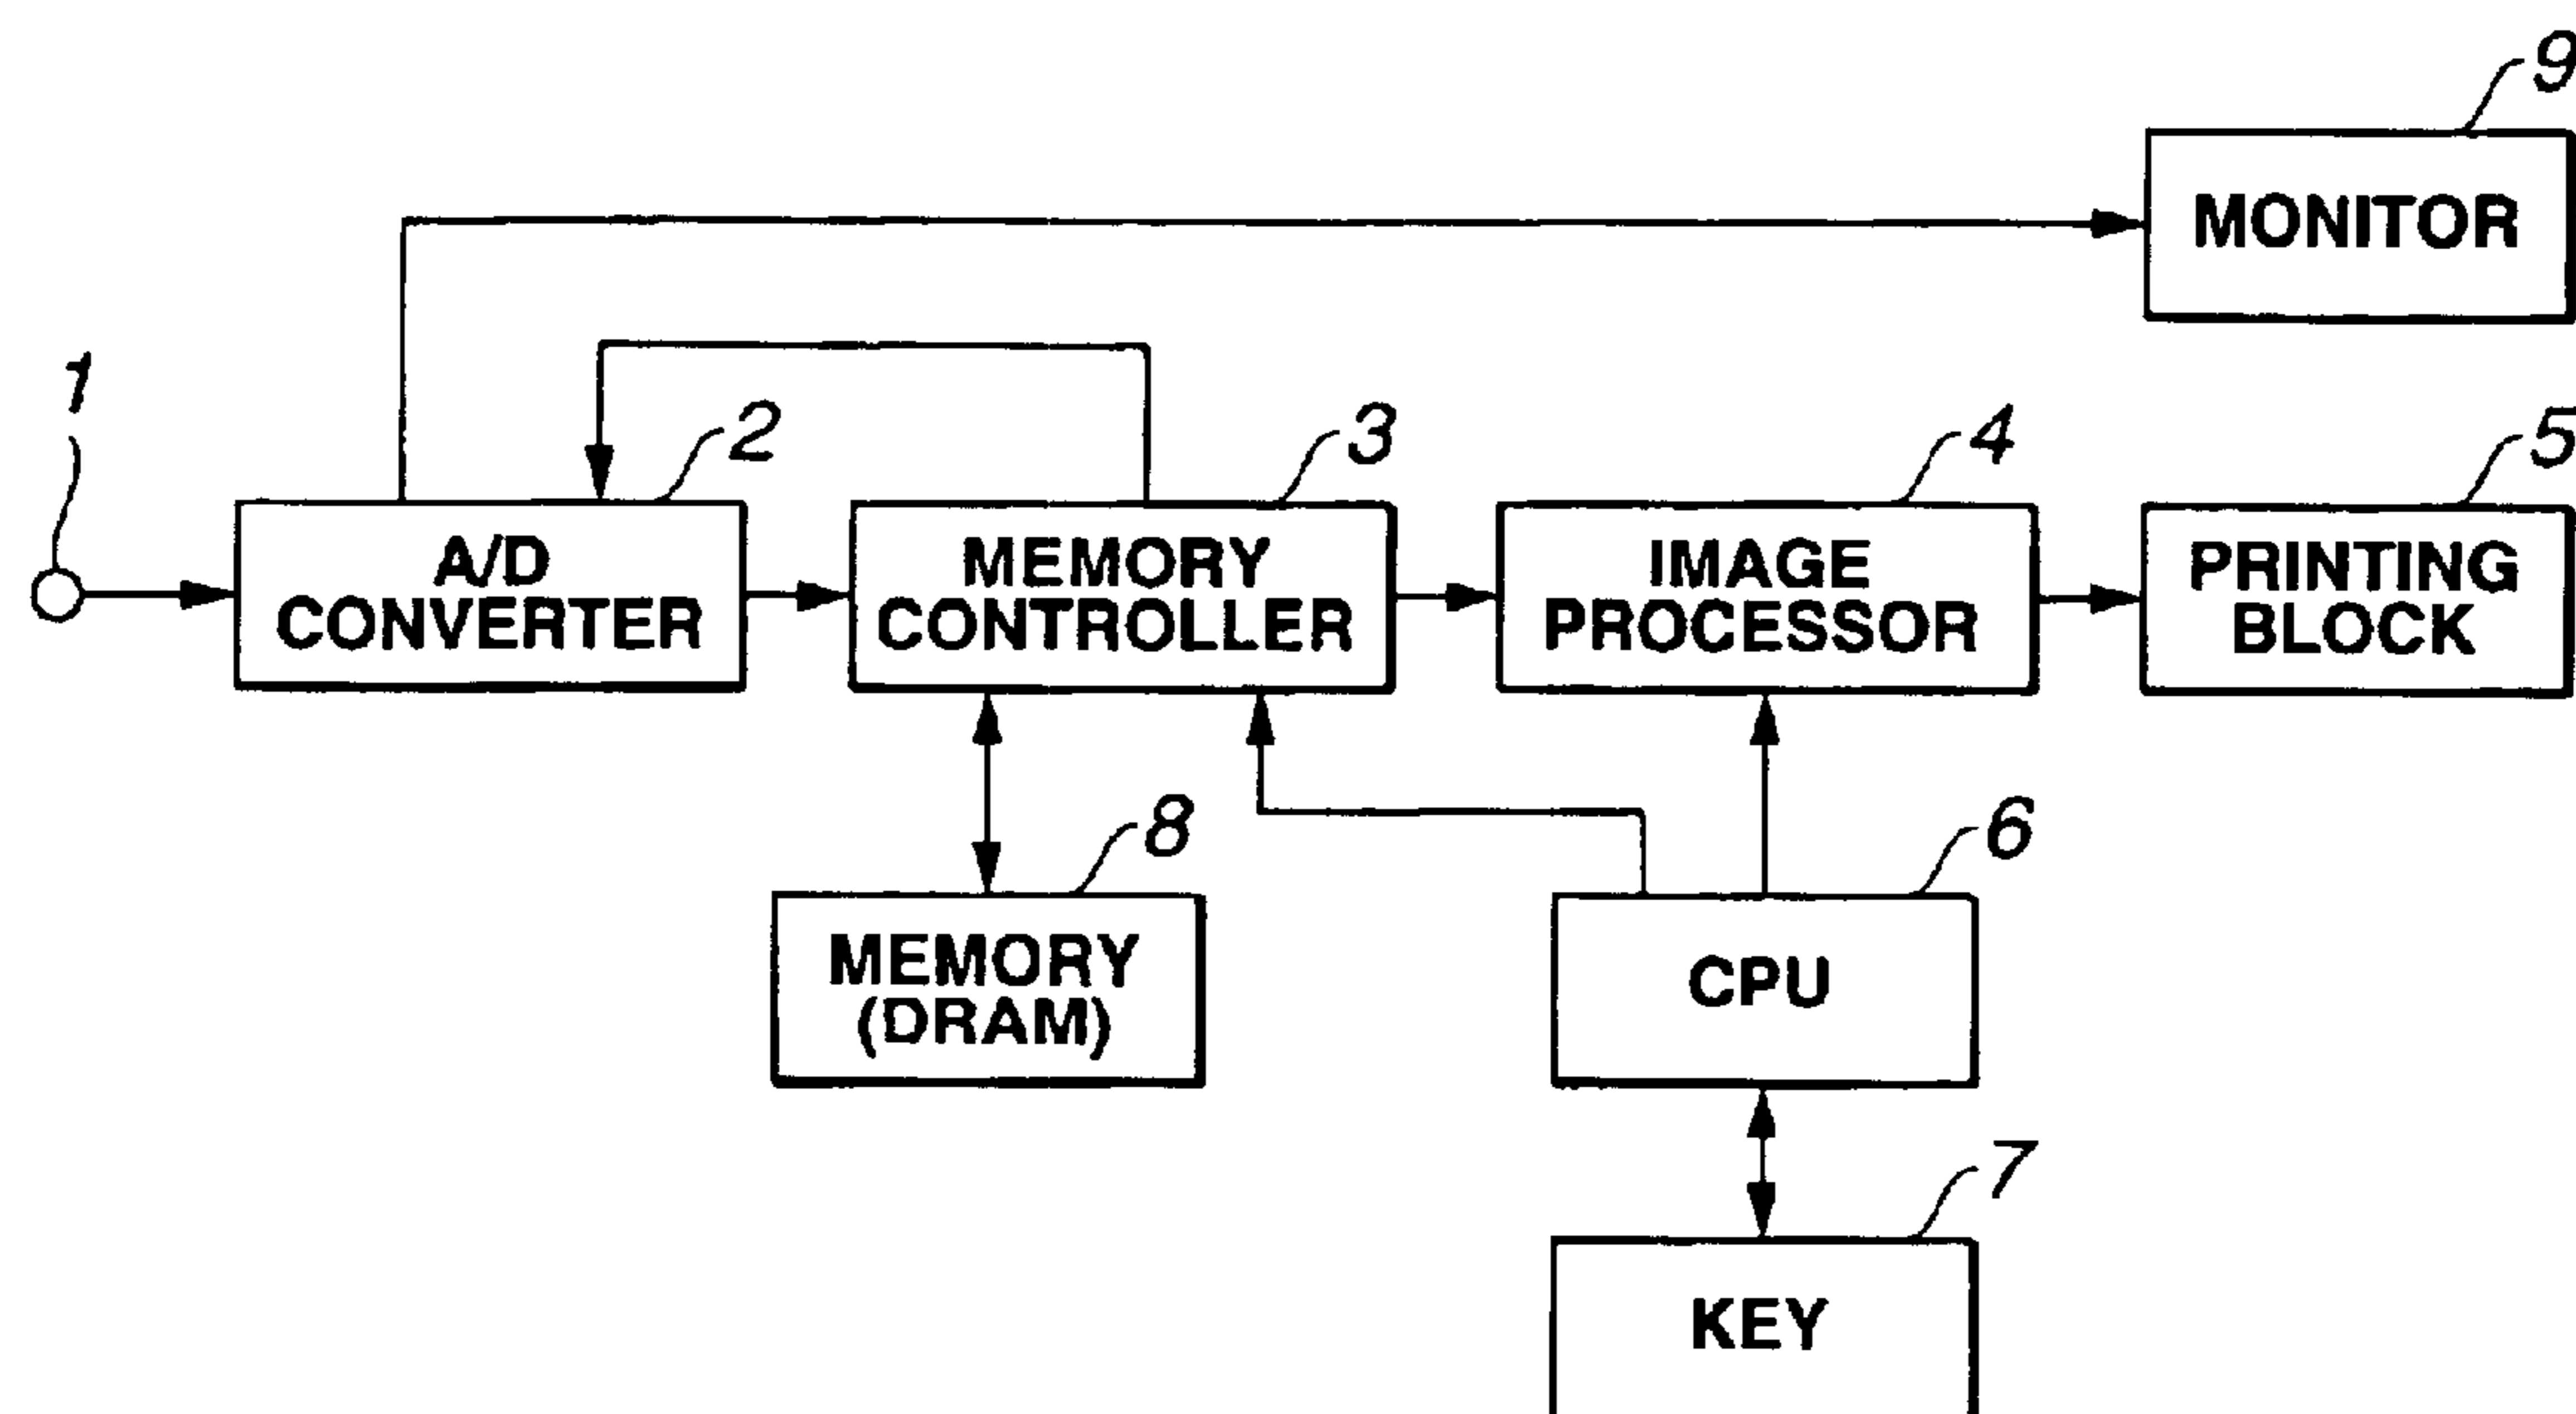 9
MONITOR
1
2
3
4
5
A/D
CONVERTER
MEMORY
CONTROLLER
IMAGE
PROCESSOR
PRINTING
BLOCK
8
6
MEMORY
(DRAM)
CPU
7
KEY